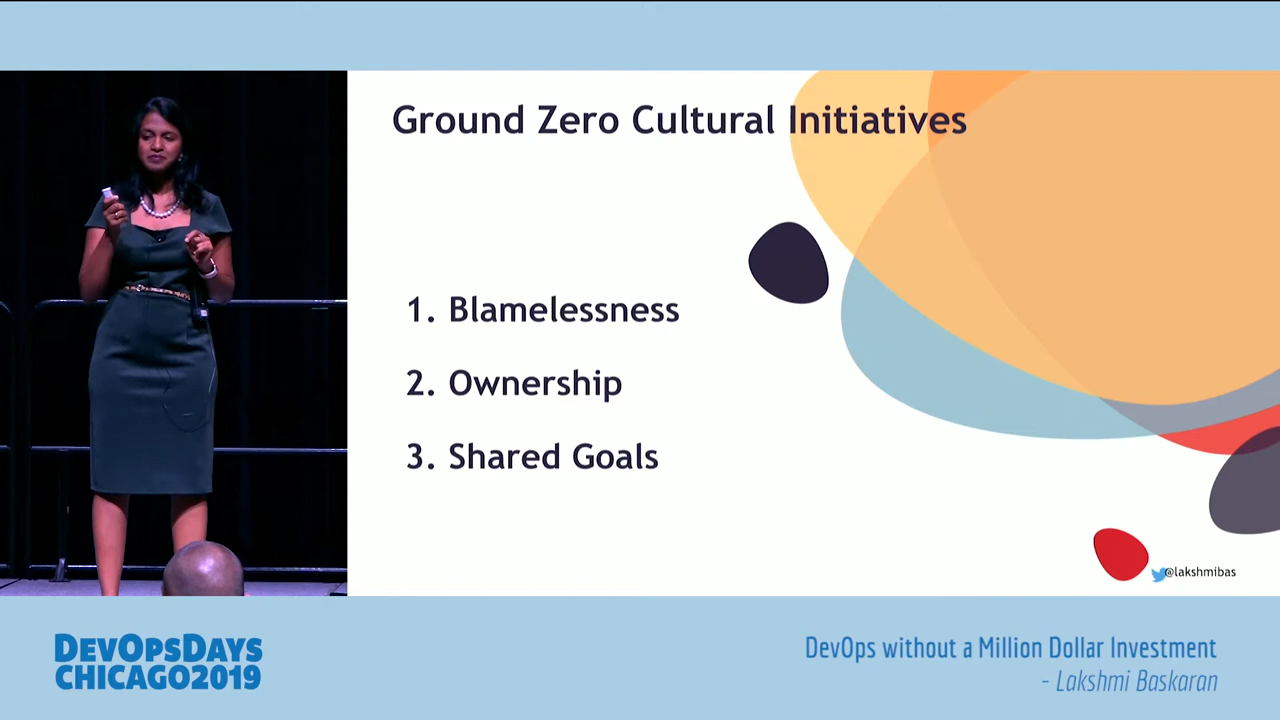 Ground Zero Cultural Initiatives
1. Blamelessness
2. Ownership
3. Shared Goals
@lakshmibas
DevOpsDays
Chicago2019
DevOps without a Million Dollar Investment
- Lakshmi Baskaran